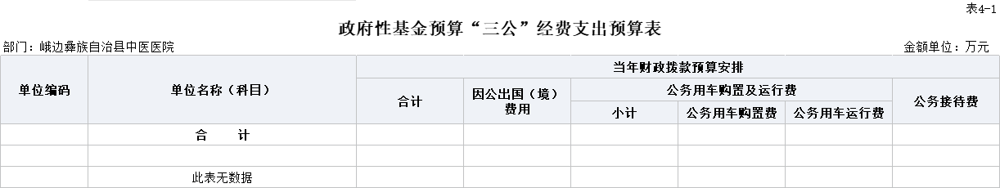 表4-1
政府性基金预算“三公”经费支出预算表
部门：峨边彝族自治县中医医院 金额单位：万元
单位编码 单位名称（科目） 当年财政拨款预算安排
合计 因公出国（境）费用 公务用车购置及运行费 公务接待费
小计 公务用车购置费 公务用车运行费
合 计
此表无数据